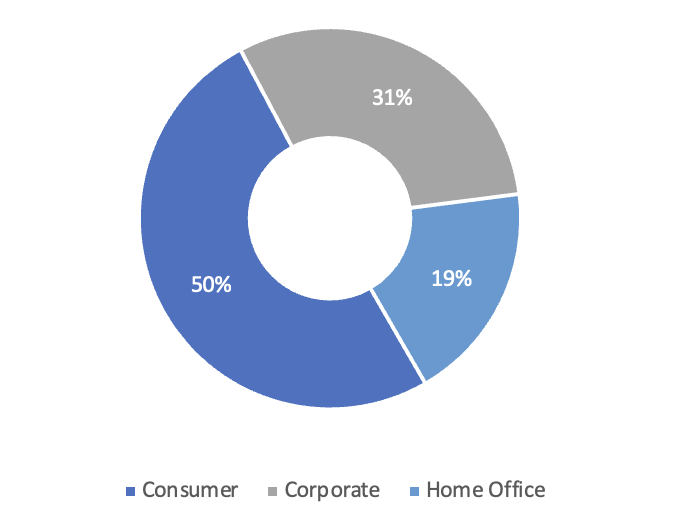 31%
50%
19%
Consumer
Corporate
Home Office